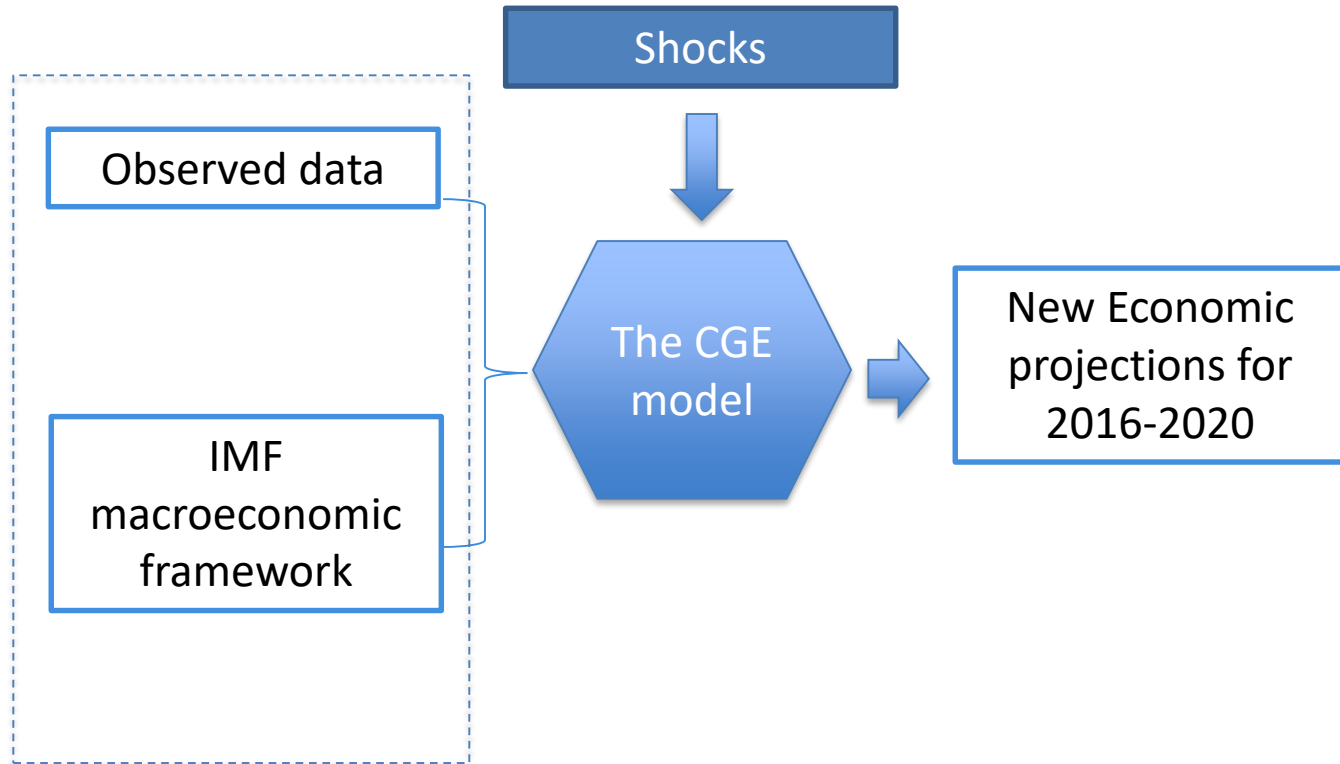 Shocks
Observed data
IMF
macroeconomic
framework
The CGE
model
New Economic
projections for
2016-2020